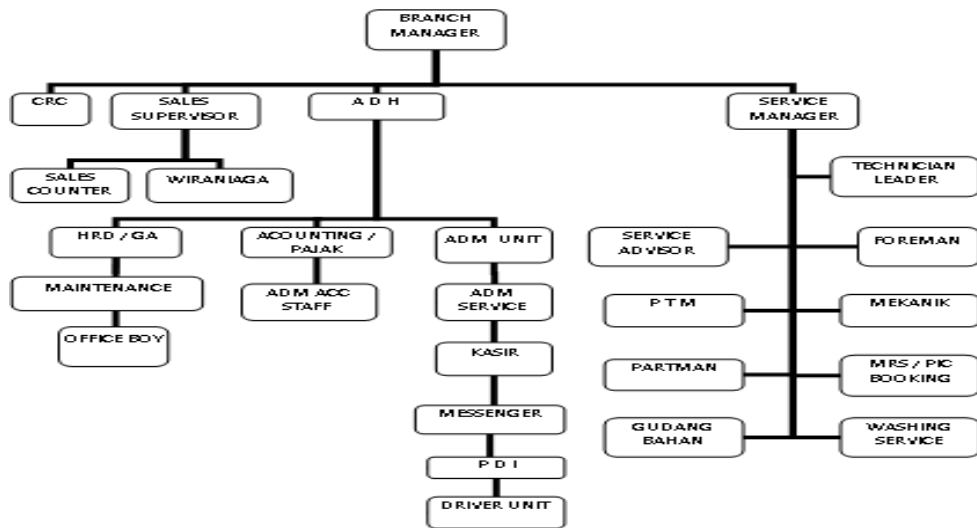 BRANCH
MANAGER
CRC
SALES
SUPERVISOR
A D H
SERVICE
MANAGER
SALES
COUNTER
WIRANIAGA
TECHNICIAN
LEADER
HRD / GA
ACOUNTING /
PAJAK
ADM UNIT
SERVICE
ADVISOR
FOREMAN
MAINTENANCE
ADM ACC
STAFF
ADM
SERVICE
P T M
MEKANIK
OFFICE BOY
KASIR
PARTMAN
MRS / PIC
BOOKING
MESSENGER
GUDANG
BAHAN
WASHING
SERVICE
P D I
DRIVER UNIT